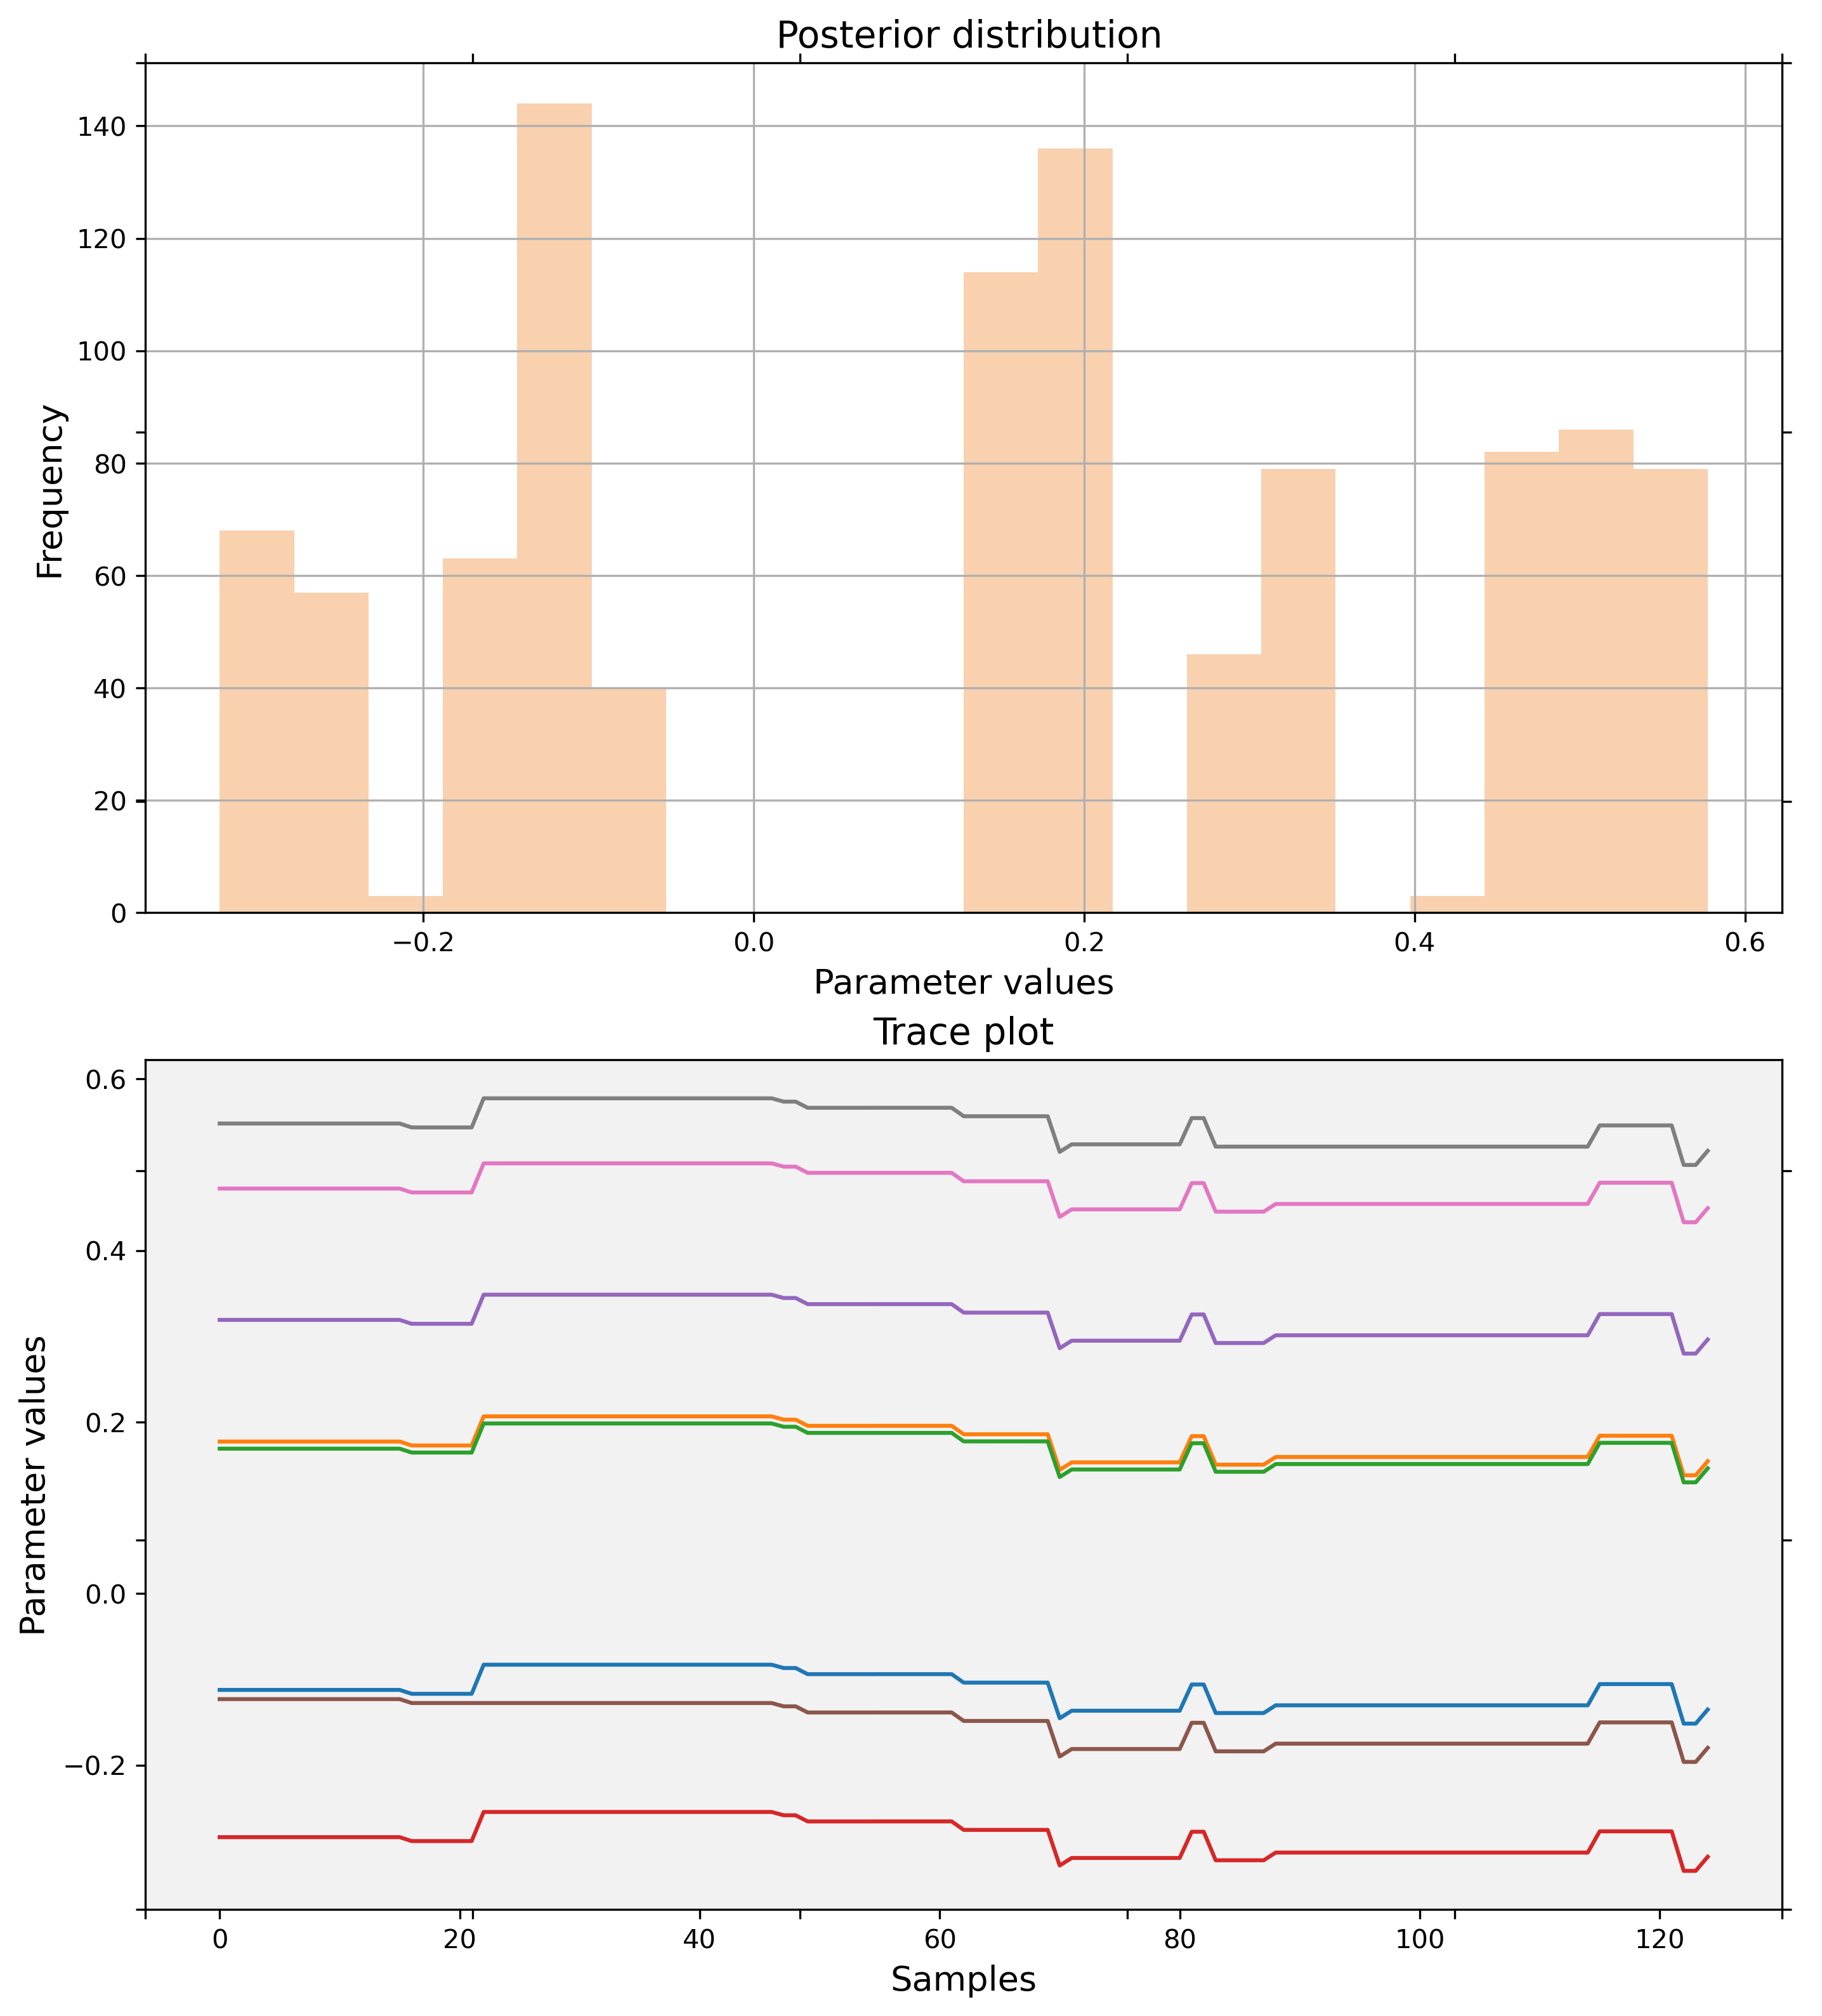 Posterior distribution
140
120
100
80
60
40
20
0
Frequency
−0.2 0.0 0.2 0.4 0.6
Parameter values
Trace plot
0.6
0.4
0.2
0.0
−0.2
Parameter values
0 20 40 60 80 100 120
Samples